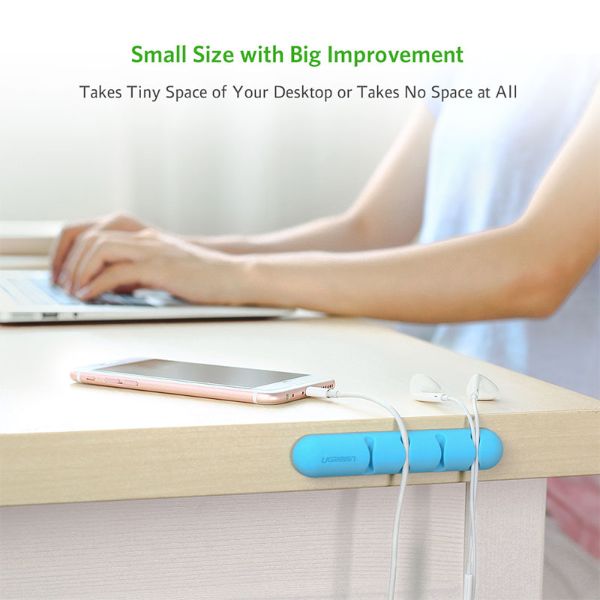 Small Size with Big Improvement
Takes Tiny Space of Your Desktop or Takes No Space at All
UGREEN